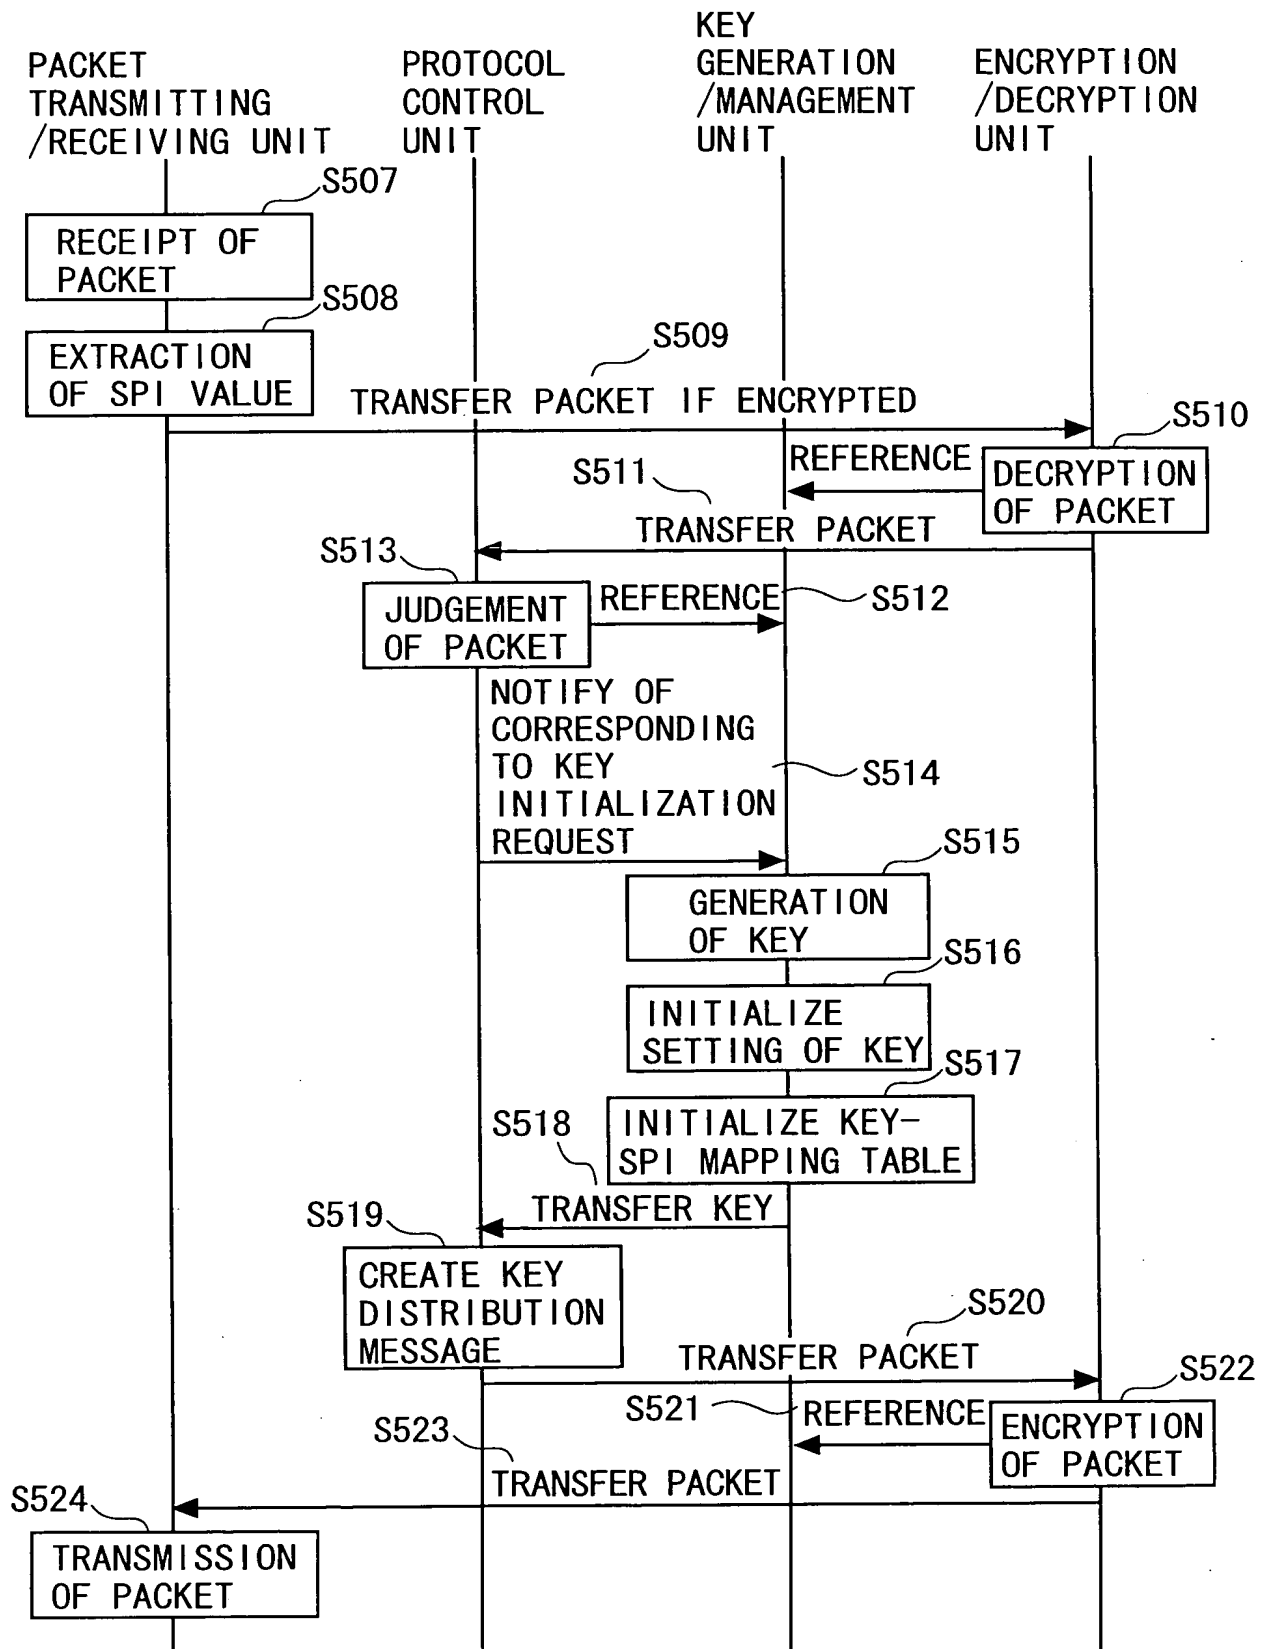 PACKET
TRANSMITTING
/RECEIVING UNIT
PROTOCOL
CONTROL
UNIT
KEY
GENERATION
/MANAGEMENT
UNIT
ENCRYPTION
/DECRYPTION
UNIT
S507
RECEIPT OF
PACKET
S508
EXTRACTION
OF SPI VALUE
S509
TRANSFER PACKET IF ENCRYPTED
S510
REFERENCE
DECRYPTION
OF PACKET
S511
TRANSFER PACKET
S513
JUDGEMENT
OF PACKET
REFERENCE
S512
NOTIFY OF
CORRESPONDING
TO KEY
INITIALIZATION
REQUEST
S514
S515
GENERATION
OF KEY
S516
INITIALIZE
SETTING OF KEY
S517
INITIALIZE KEY-
SPI MAPPING TABLE
S518
TRANSFER KEY
S519
CREATE KEY
DISTRIBUTION
MESSAGE
S520
TRANSFER PACKET
S522
S521
REFERENCE
ENCRYPTION
OF PACKET
S523
TRANSFER PACKET
S524
TRANSMISSION
OF PACKET